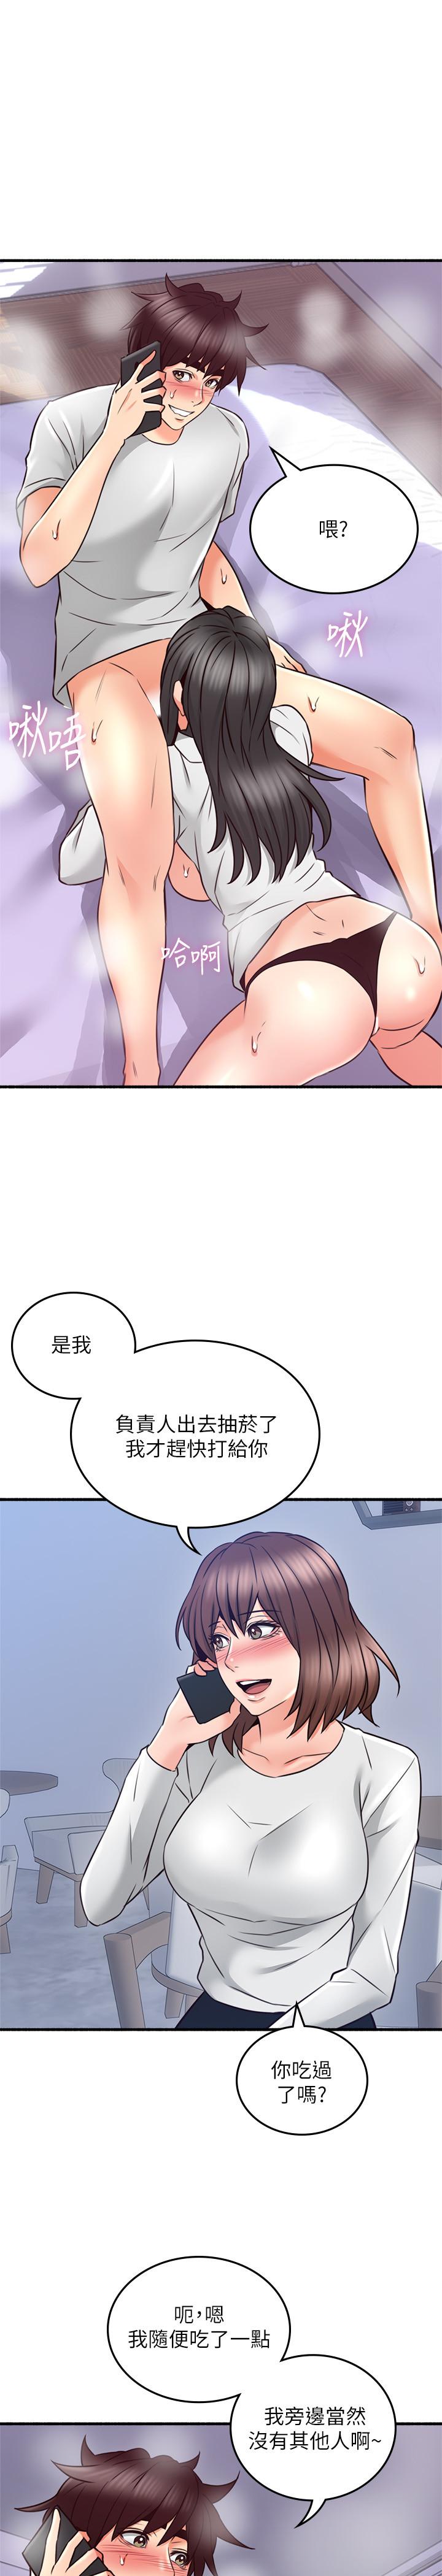 喂?
啾
啾唔
哈啊
是我
負責人出去抽菸了
我才趕快打給你
你吃過
了嗎?
呃,嗯
我隨便吃了一點
我旁邊當然
沒有其他人啊~